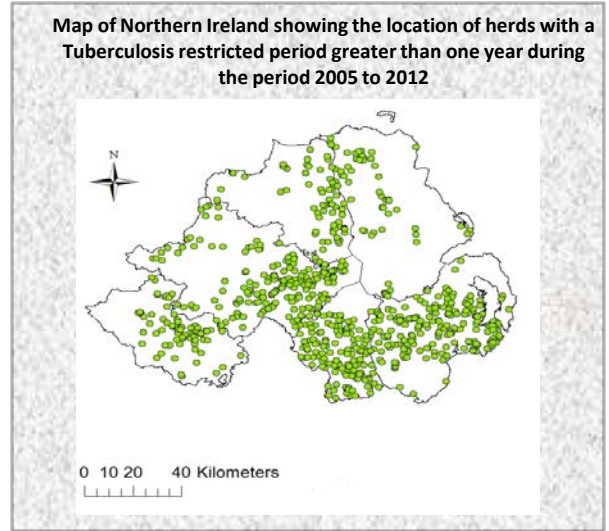 Map of Northern Ireland showing the location of herds with a
Tuberculosis restricted period greater than one year during
the period 2005 to 2012
N
0 10 20 40 Kilometers